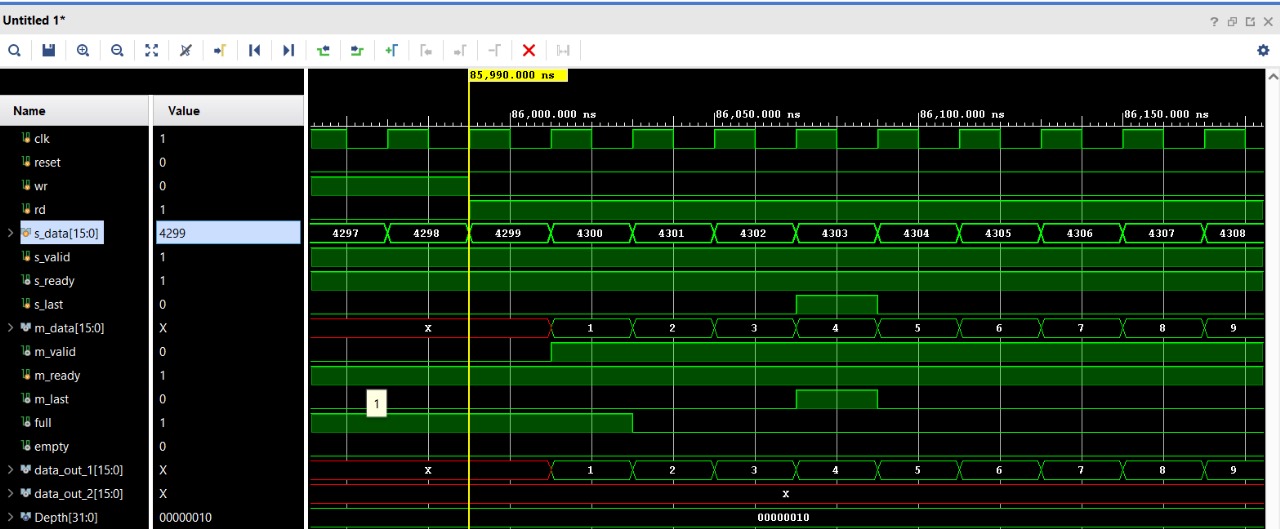 Untitled 1*
? 
85,990.000 ns
Name Value
86,000.000 ns 86,050.000 ns 86,100.000 ns 86,150.000 ns
clk 1
reset 0
wr 0
rd 1
s_data[15:0] 4299 4297 4298 4299 4300 4301 4302 4303 4304 4305 4306 4307 4308
s_valid 1
s_ready 1
s_last 0
m_data[15:0] X X 1 2 3 4 5 6 7 8 9
m_valid 0
m_ready 1
m_last 0
1
full 1
empty 0
data_out_1[15:0] X X 1 2 3 4 5 6 7 8 9
data_out_2[15:0] X X
Depth[31:0] 00000010 00000010